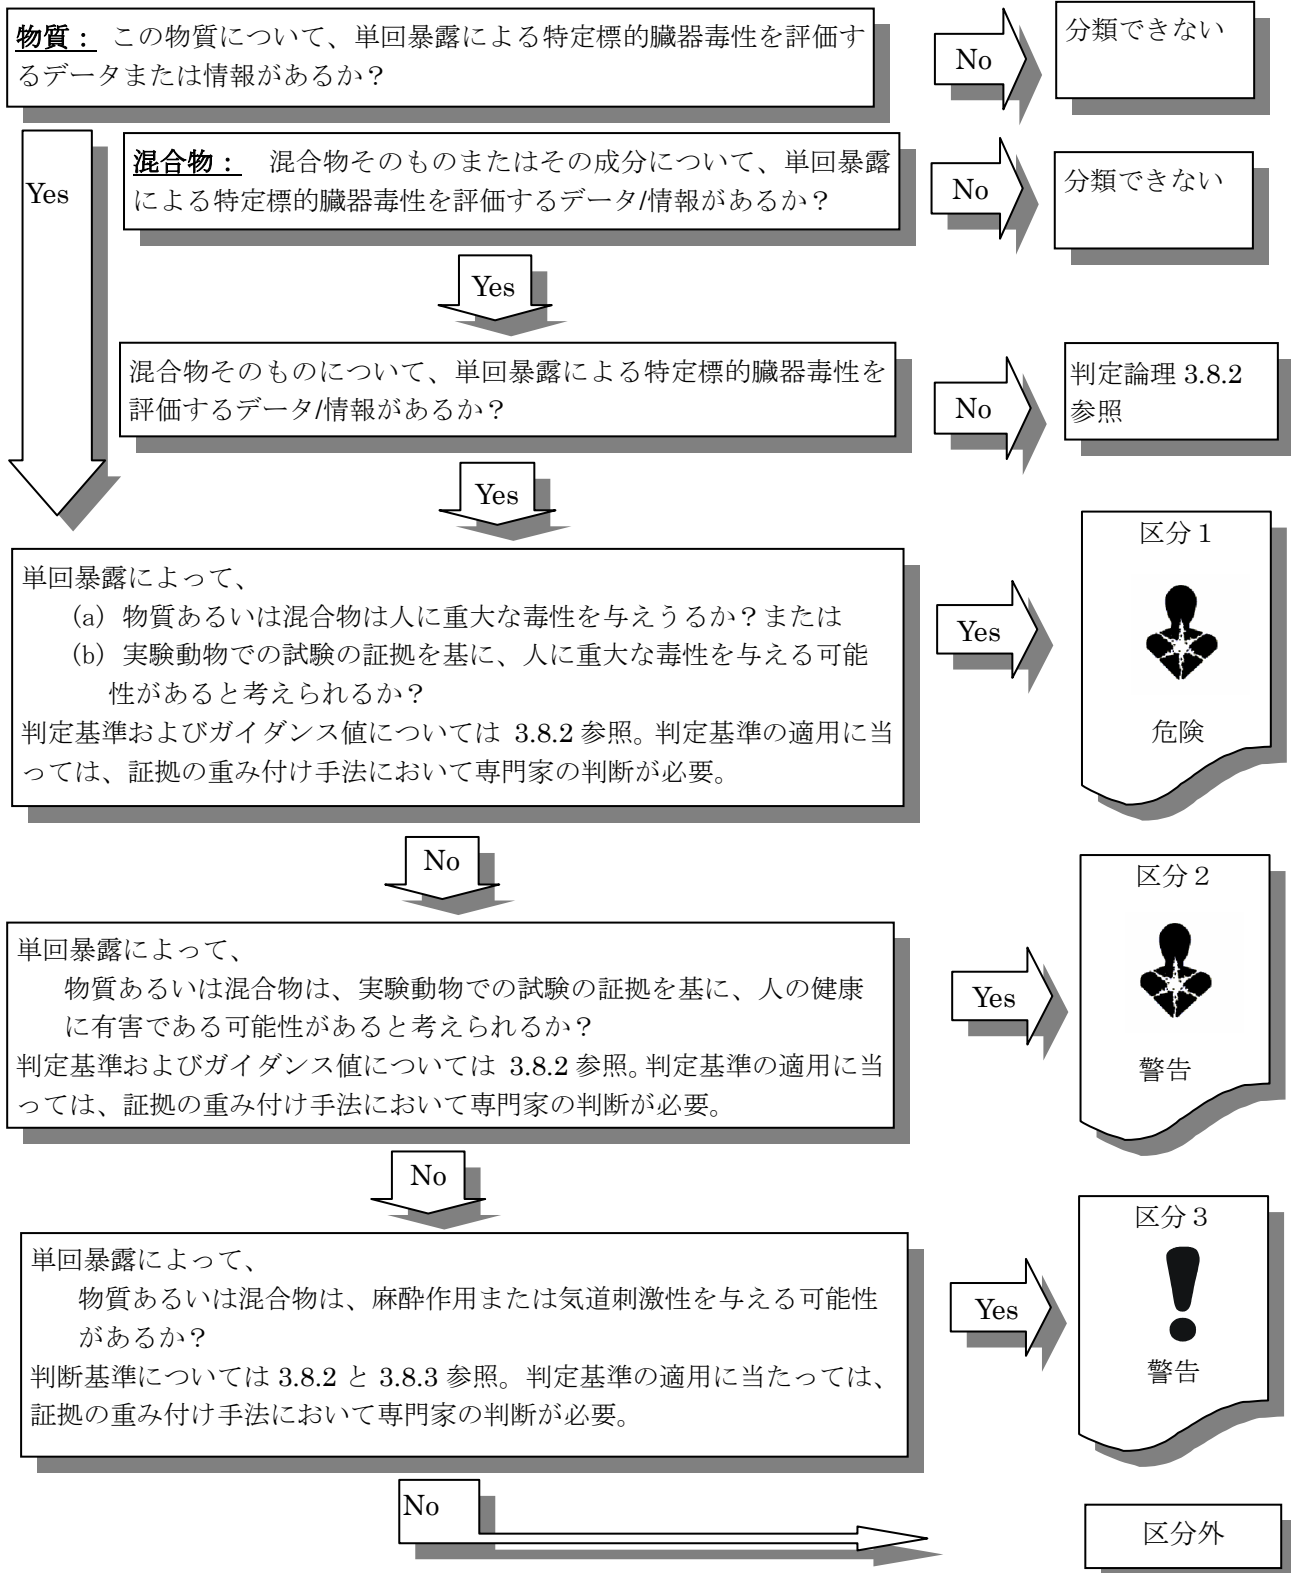 物質： この物質について、単回暴露による特定標的臓器毒性を評価す
るデータまたは情報があるか？
No
分類できない
Yes
混合物： 混合物そのものまたはその成分について、単回暴露
による特定標的臓器毒性を評価するデータ/情報があるか？
No
分類できない
Yes
混合物そのものについて、単回暴露による特定標的臓器毒性を
評価するデータ/情報があるか？
No
判定論理 3.8.2
参照
Yes
単回暴露によって、
(a) 物質あるいは混合物は人に重大な毒性を与えうるか？または
(b) 実験動物での試験の証拠を基に、人に重大な毒性を与える可能
性があると考えられるか？
判定基準およびガイダンス値については 3.8.2 参照。判定基準の適用に当
っては、証拠の重み付け手法において専門家の判断が必要。
Yes
区分１
危険
No
単回暴露によって、
物質あるいは混合物は、実験動物での試験の証拠を基に、人の健康
に有害である可能性があると考えられるか？
判定基準およびガイダンス値については 3.8.2 参照。判定基準の適用に当
っては、証拠の重み付け手法において専門家の判断が必要。
Yes
区分２
警告
No
単回暴露によって、
物質あるいは混合物は、麻酔作用または気道刺激性を与える可能性
があるか？
判断基準については 3.8.2 と 3.8.3 参照。判定基準の適用に当たっては、
証拠の重み付け手法において専門家の判断が必要。
Yes
区分３
警告
No
区分外